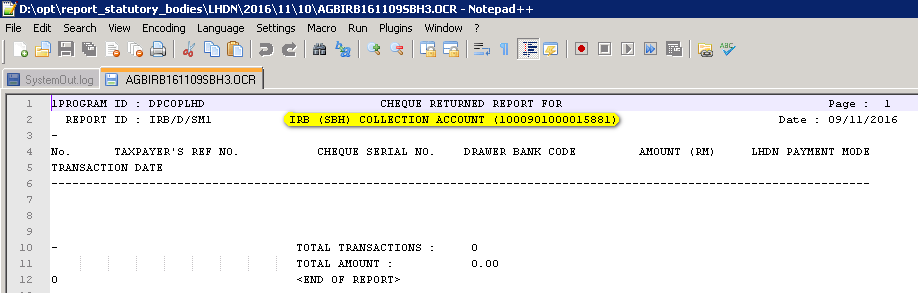 D:\opt\report_statutory_bodies\LHDN\2016\11\10\AGBIRB161109SBH3.OCR - Notepad++
File Edit Search View Encoding Language Settings Macro Run Plugins Window ?
SystemOut.log AGBIRB161109SBH3.OCR
1 1PROGRAM ID : DPCOPLHD CHEQUE RETURNED REPORT FOR Page : 1
2 REPORT ID : IRB/D/SM1 IRB (SBH) COLLECTION ACCOUNT (1000901000015881) Date : 09/11/2016
3 -
4 No. TAXPAYER'S REF NO. CHEQUE SERIAL NO. DRAWER BANK CODE AMOUNT (RM) LHDN PAYMENT MODE
5 TRANSACTION DATE
6 --------------------------------------------------------------------------------------------------------------------
7
8
9
10 - TOTAL TRANSACTIONS : 0
11 TOTAL AMOUNT : 0.00
12 0 <END OF REPORT>